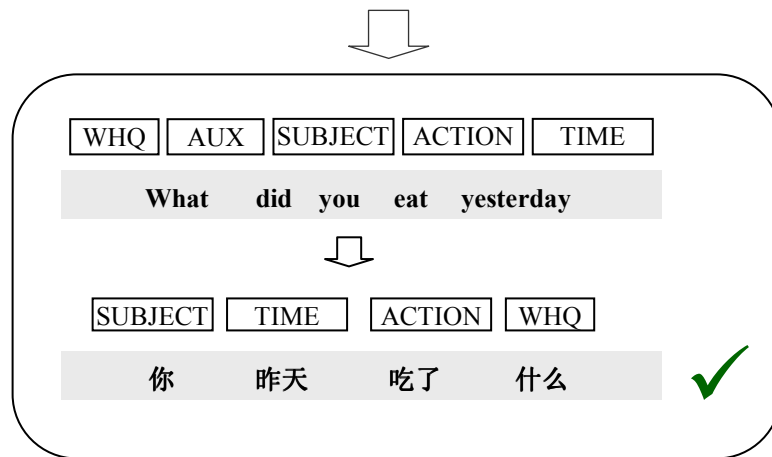 WHQ AUX SUBJECT ACTION TIME
What did you eat yesterday
SUBJECT TIME ACTION WHQ
你 昨天 吃了 什么